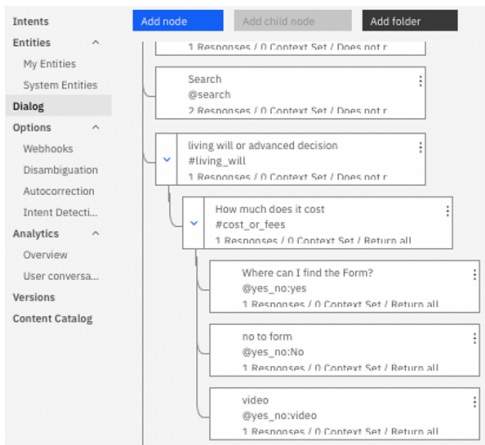 Intents
Entities
My Entities
System Entities
Dialog
Options
Webhooks
Disambiguation
Autocorrection
Intent Detecti...
Analytics
Overview
User conversa...
Versions
Content Catalog
Add node
Add child node
Add folder
1 Responses / 0 Context Set / Does not r
Search
@search
2 Responses / 0 Context Set / Does not r
living will or advanced decision
#living_will
1 Responses / 0 Context Set / Does not r
How much does it cost
#cost_or_fees
1 Responses / 0 Context Set / Return all
Where can I find the Form?
@yes_no:yes
1 Responses / 0 Context Set / Return all
no to form
@yes_no:No
1 Responses / 0 Context Set / Return all
video
@yes_no:video
1 Responses / 0 Context Set / Return all